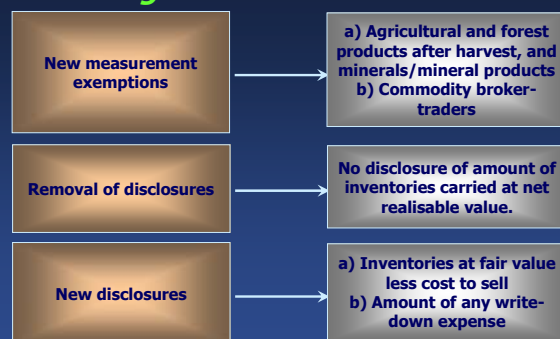 New measurement
exemptions
a) Agricultural and forest
products after harvest, and
minerals/mineral products
b) Commodity broker-
traders
Removal of disclosures
No disclosure of amount of
inventories carried at net
realisable value.
New disclosures
a) Inventories at fair value
less cost to sell
b) Amount of any write-
down expense